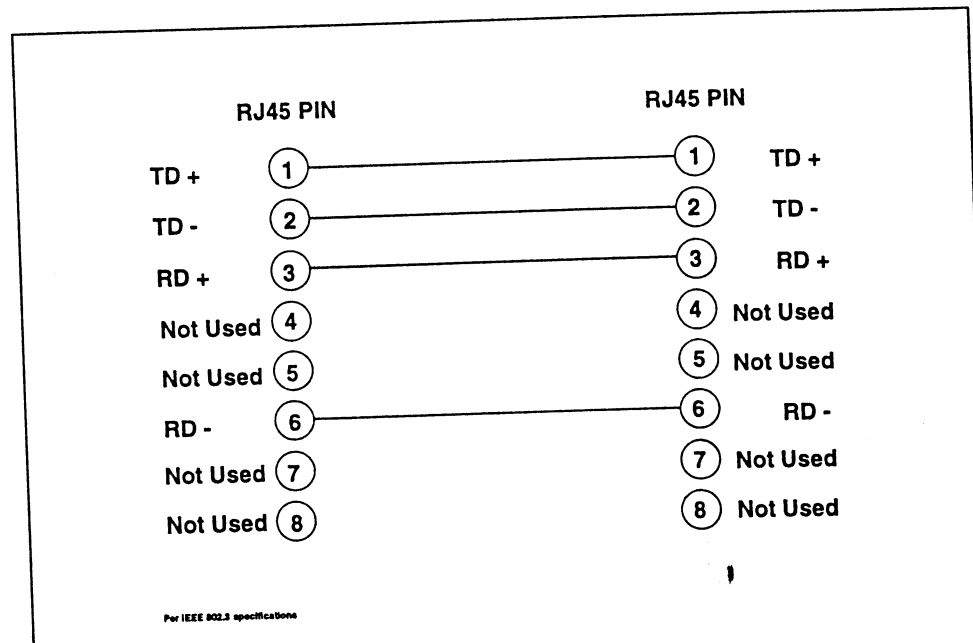 RJ45 PIN RJ45 PIN
TD + 1 1 TD +
TD - 2 2 TD -
RD + 3 3 RD +
Not Used 4 4 Not Used
Not Used 5 5 Not Used
RD - 6 6 RD -
Not Used 7 7 Not Used
Not Used 8 8 Not Used
Per IEEE 802.3 specifications